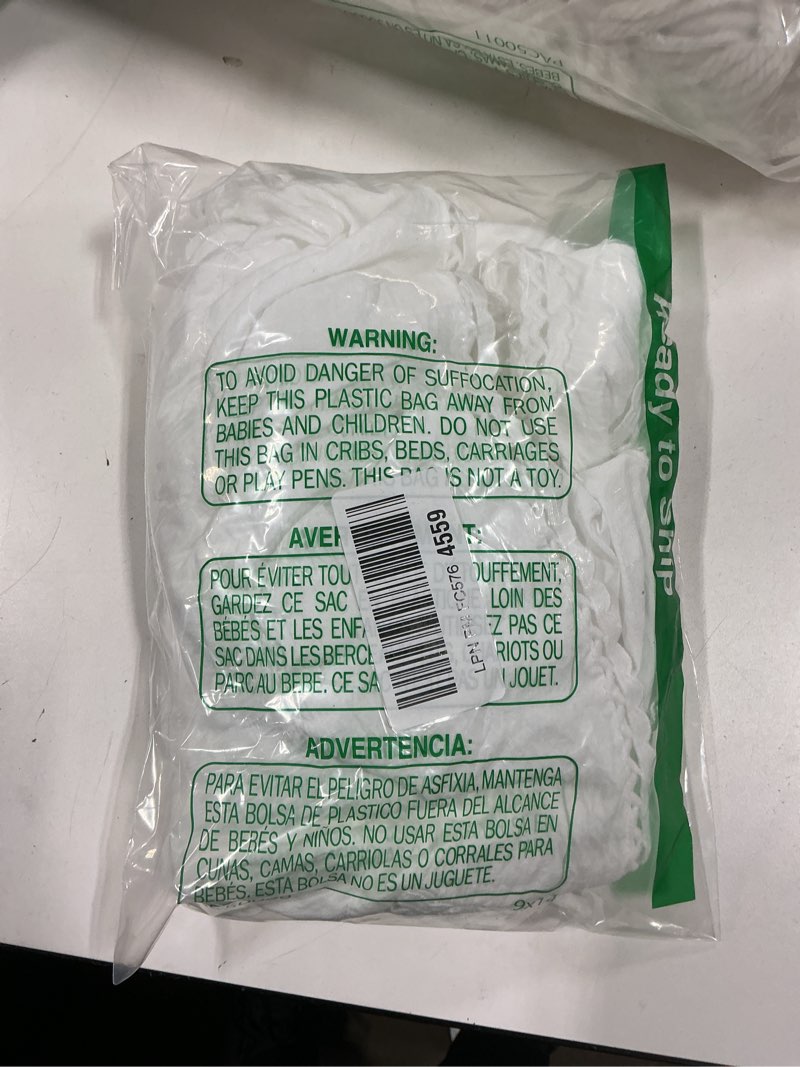 PAC50011
WARNING:
TO AVOID DANGER OF SUFFOCATION,
KEEP THIS PLASTIC BAG AWAY FROM
BABIES AND CHILDREN. DO NOT USE
THIS BAG IN CRIBS, BEDS, CARRIAGES
OR PLAY PENS. THIS BAG IS NOT A TOY.
AVER T:
POUR ÉVITER TOU OUFFEMENT,
GARDEZ CE SAC LOIN DES
BÉBÉS ET LES ENFA SEZ PAS CE
SAC DANS LES BERCE RIOTS OU
PARC AU BEBE. CE SA JOUET.
4559
ADVERTENCIA:
PARA EVITAR EL PELIGRO DE ASFIXIA, MANTENGA
ESTA BOLSA DE PLASTICO FUERA DEL ALCANCE
DE BEBÉS Y NIÑOS. NO USAR ESTA BOLSA EN
CUNAS, CAMAS, CARRIOLAS O CORRALES PARA
BEBÉS, ESTA BOLSA NO ES UN JUGUETE.
Ready to Ship